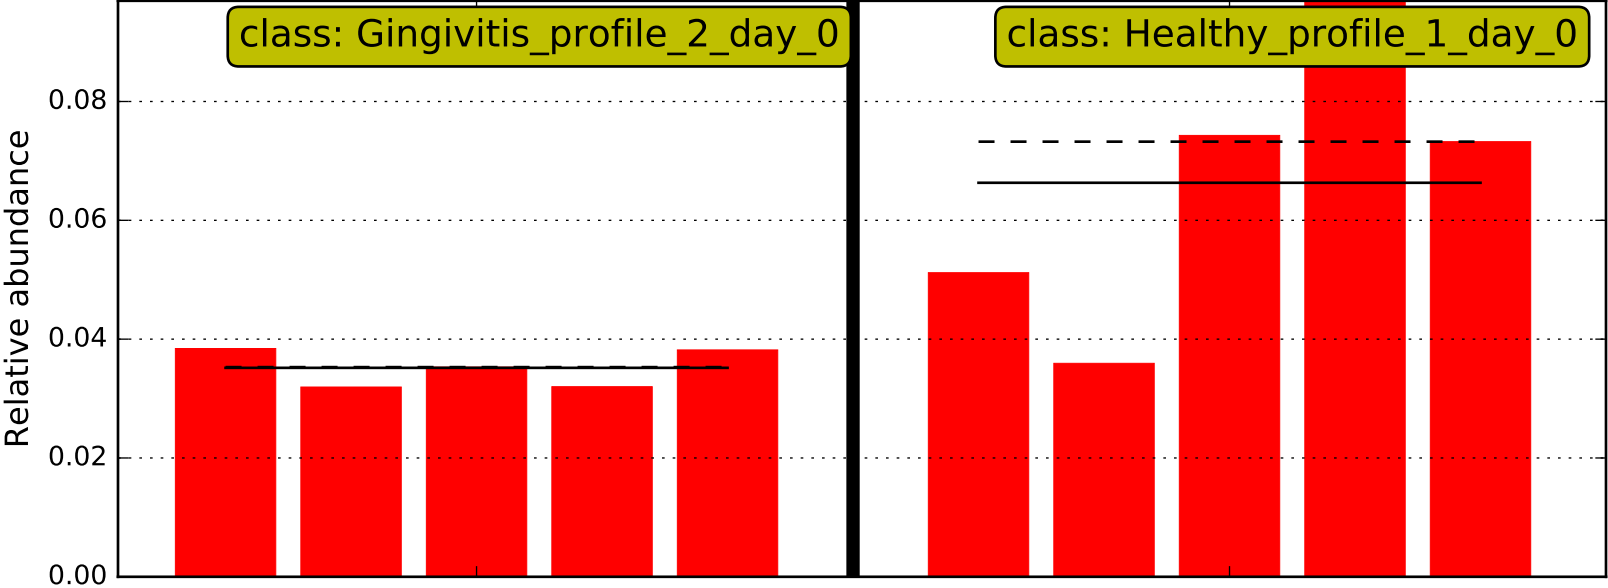 class: Gingivitis_profile_2_day_0
class: Healthy_profile_1_day_0
Relative abundance
0.08
0.06
0.04
0.02
0.00